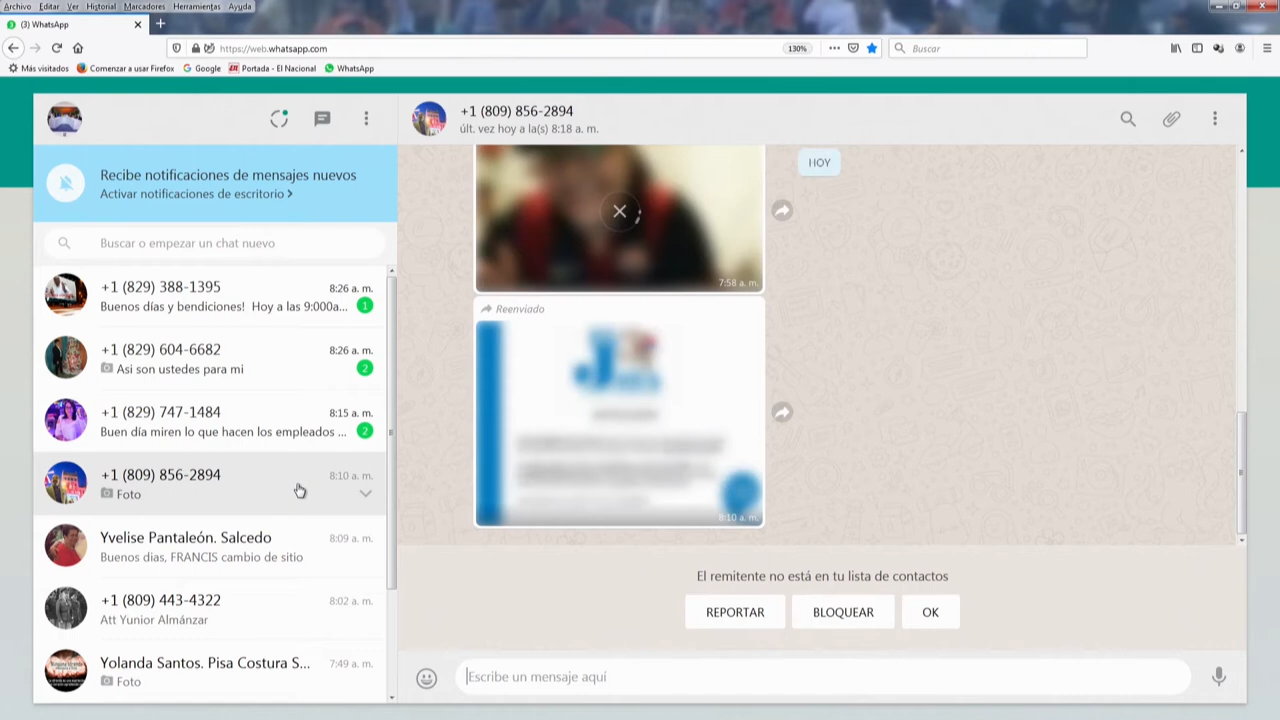 Archivo Editar Ver Historial Marcadores Herramientas Ayuda
(3) WhatsApp
https://web.whatsapp.com
130%
Buscar
Más visitados
Comenzar a usar Firefox
Google
Portada - El Nacional
WhatsApp
+1 (809) 856-2894
últ. vez hoy a la(s) 8:18 a. m.
Recibe notificaciones de mensajes nuevos
Activar notificaciones de escritorio >
Buscar o empezar un chat nuevo
+1 (829) 388-1395
8:26 a. m.
Buenos días y bendiciones! Hoy a las 9:000a...
1
+1 (829) 604-6682
8:26 a. m.
Asi son ustedes para mi
2
+1 (829) 747-1484
8:15 a. m.
Buen día miren lo que hacen los empleados ...
2
+1 (809) 856-2894
8:10 a. m.
Foto
Yvelise Pantaleón. Salcedo
8:09 a. m.
Buenos dias, FRANCIS cambio de sitio
+1 (809) 443-4322
8:02 a. m.
Att Yunior Almánzar
Yolanda Santos. Pisa Costura S...
7:49 a. m.
Foto
HOY
7:58 a. m.
Reenviado
8:10 a. m.
El remitente no está en tu lista de contactos
REPORTAR
BLOQUEAR
OK
Escribe un mensaje aquí